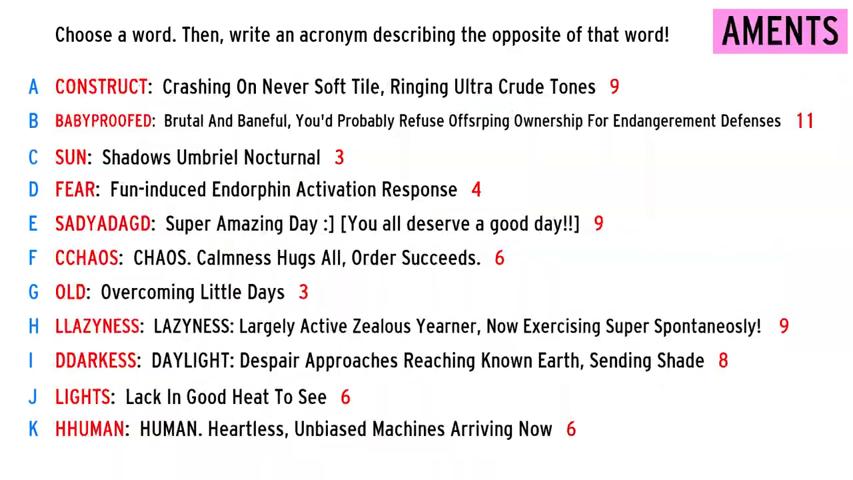 Choose a word. Then, write an acronym describing the opposite of that word!
AMENTS
A CONSTRUCT: Crashing On Never Soft Tile, Ringing Ultra Crude Tones 9
B BABYPROOFED: Brutal And Baneful, You'd Probably Refuse Offsrping Ownership For Endangerement Defenses 11
C SUN: Shadows Umbriel Nocturnal 3
D FEAR: Fun-induced Endorphin Activation Response 4
E SADYADAGD: Super Amazing Day :] [You all deserve a good day!!] 9
F CCHAOS: CHAOS. Calmness Hugs All, Order Succeeds. 6
G OLD: Overcoming Little Days 3
H LLAZYNESS: LAZYNESS: Largely Active Zealous Yearner, Now Exercising Super Spontaneosly! 9
I DDARKESS: DAYLIGHT: Despair Approaches Reaching Known Earth, Sending Shade 8
J LIGHTS: Lack In Good Heat To See 6
K HHUMAN: HUMAN. Heartless, Unbiased Machines Arriving Now 6